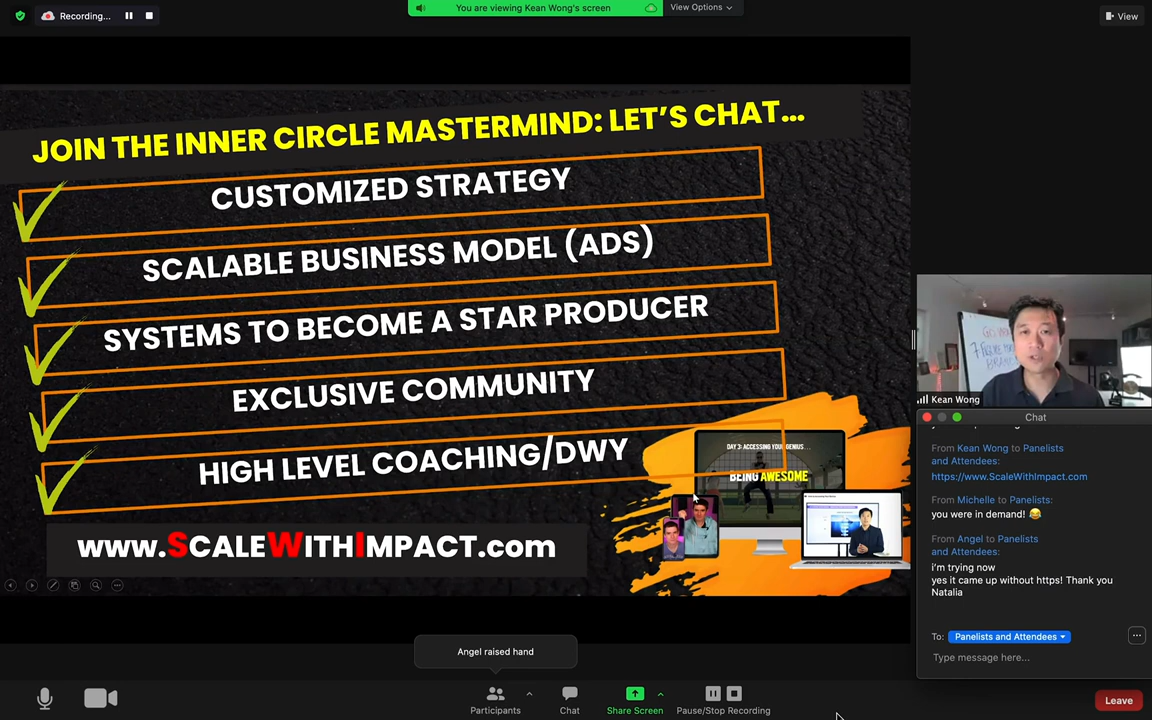 Recording...
You are viewing Kean Wong's screen
View Options
View
JOIN THE INNER CIRCLE MASTERMIND: LET'S CHAT...
CUSTOMIZED STRATEGY
SCALABLE BUSINESS MODEL (ADS)
SYSTEMS TO BECOME A STAR PRODUCER
EXCLUSIVE COMMUNITY
HIGH LEVEL COACHING/DWY
DAY 3: ACCESSING YOUR GENIUS...
BEING AWESOME
www.SCALEWITHIMPACT.com
Kean Wong
Chat
From Kean Wong to Panelists
and Attendees:
https://www.ScaleWithImpact.com
From Michelle to Panelists:
you were in demand! 😂
From Angel to Panelists
and Attendees:
i'm trying now
yes it came up without https! Thank you
Natalia
To: Panelists and Attendees
Type message here...
Angel raised hand
Participants
Chat
Share Screen
Pause/Stop Recording
Leave